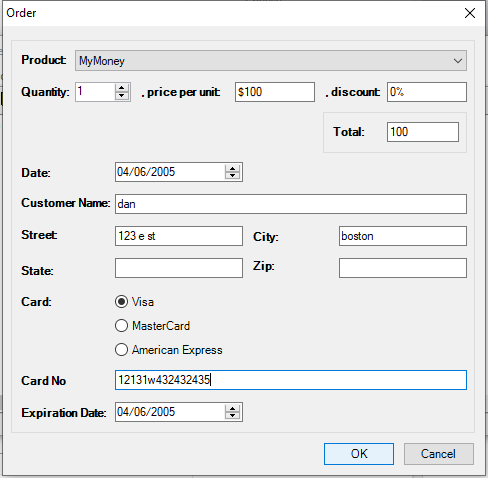 Order
Product: MyMoney
Quantity: 1 , price per unit: $100 , discount: 0%
Total: 100
Date: 04/06/2005
Customer Name: dan
Street: 123 e st City: boston
State: Zip:
Card: Visa
MasterCard
American Express
Card No 12131w432432435
Expiration Date: 04/06/2005
OK Cancel